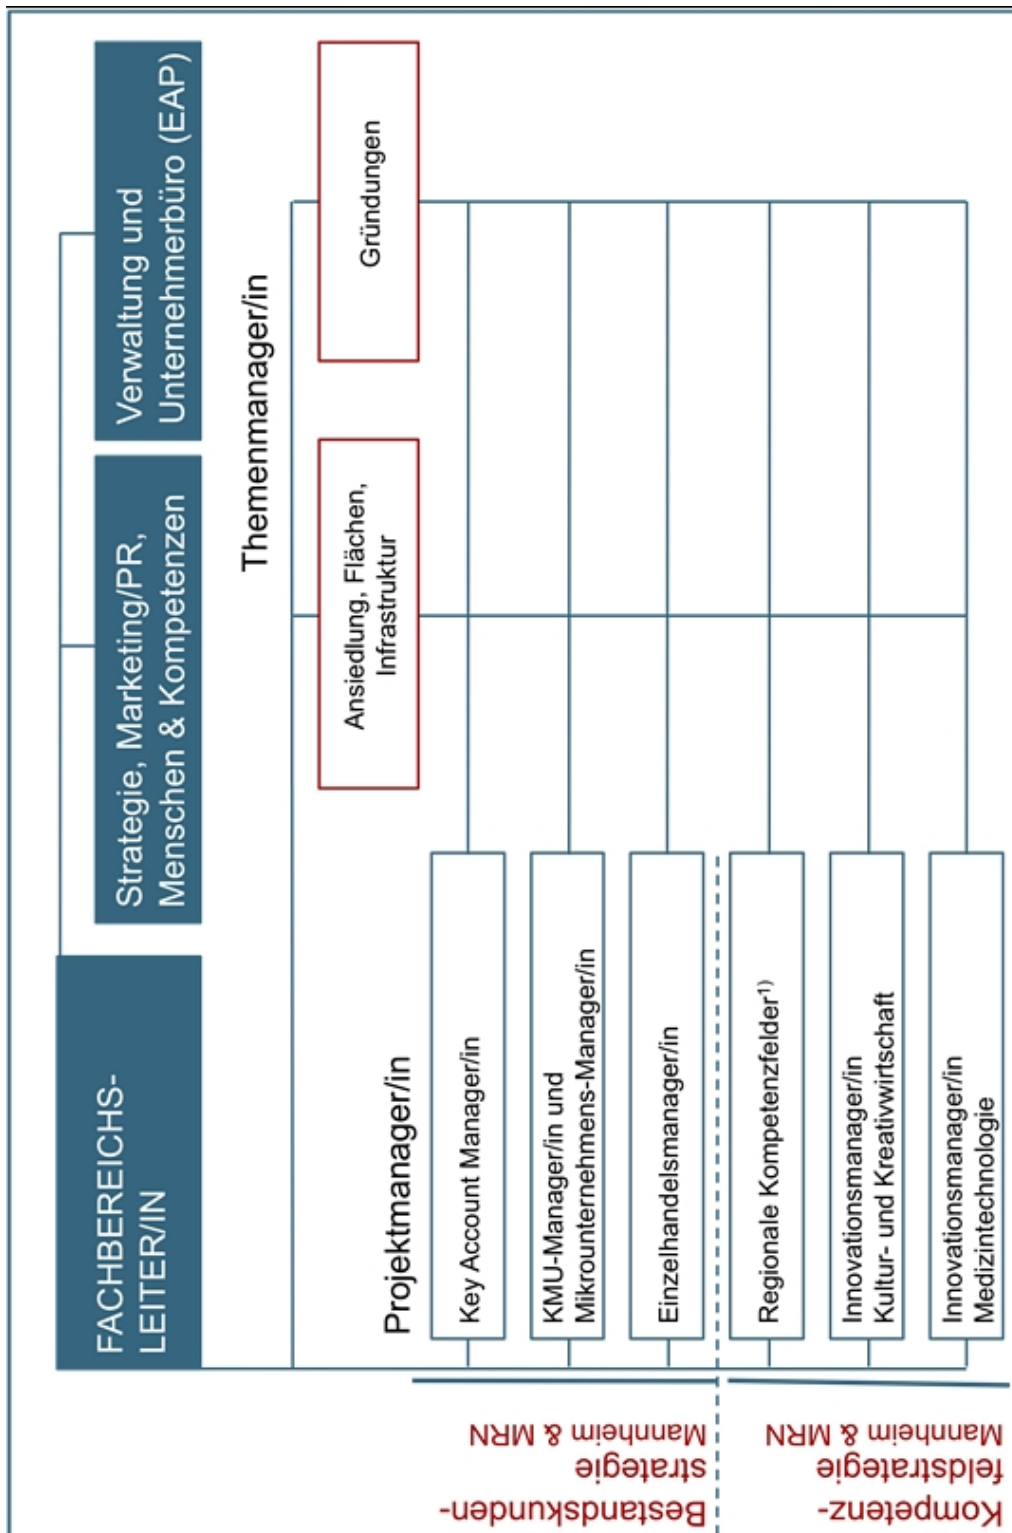 FACHBEREICHS-
LEITER/IN
Strategie, Marketing/PR,
Menschen & Kompetenzen
Verwaltung und
Unternehmerbüro (EAP)
Themenmanager/in
Ansiedlung, Flächen,
Infrastruktur
Gründungen
Projektmanager/in
Bestandskunden-
strategie
Mannheim & MRN
Key Account Manager/in
KMU-Manager/in und
Mikrounternehmens-Manager/in
Einzelhandelsmanager/in
Kompetenz-
feldstrategie
Mannheim & MRN
Regionale Kompetenzfelder¹⁾
Innovationsmanager/in
Kultur- und Kreativwirtschaft
Innovationsmanager/in
Medizintechnologie